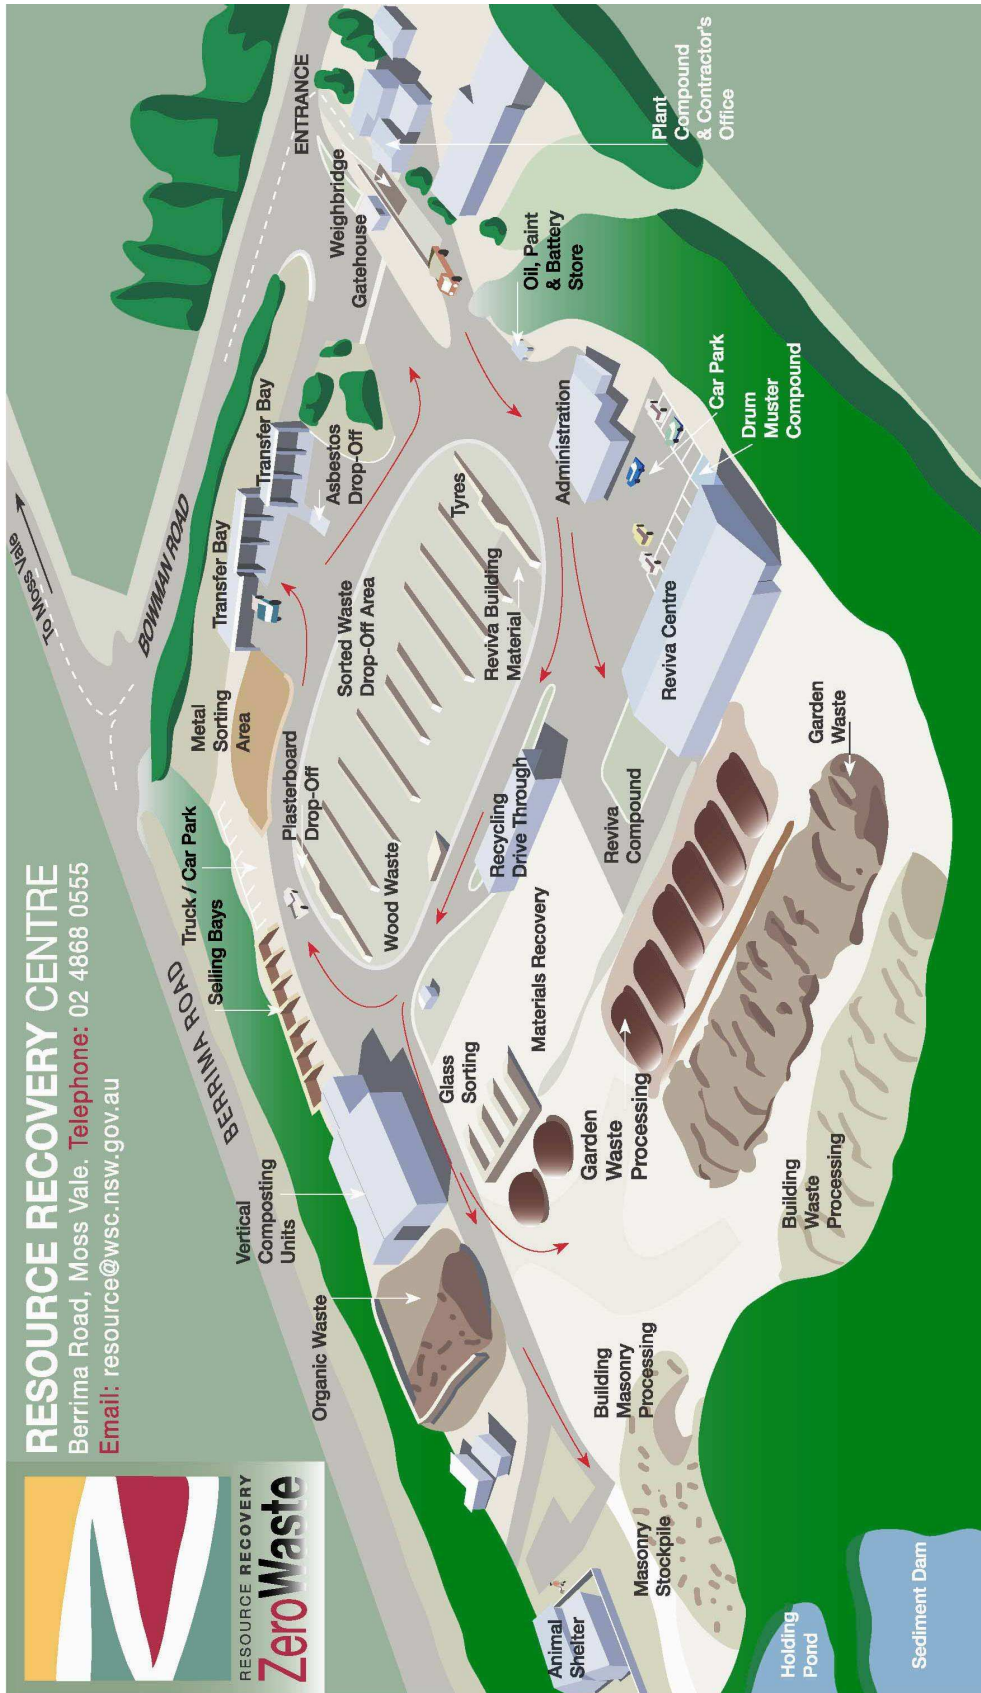 RESOURCE RECOVERY CENTRE
Berrima Road, Moss Vale. Telephone: 02 4868 0555
Email: resource@wsc.nsw.gov.au
RESOURCE RECOVERY
ZeroWaste
To Moss Vale
BOWMAN ROAD
BERRIMA ROAD
ENTRANCE
Weighbridge
Gatehouse
Plant
Compound
& Contractor's
Office
Oil, Paint
& Battery
Store
Transfer Bay
Transfer Bay
Asbestos
Drop-Off
Metal
Sorting
Area
Truck / Car Park
Selling Bays
Plasterboard
Drop-Off
Sorted Waste
Drop-Off Area
Tyres
Reviva Building
Material
Wood Waste
Administration
Car Park
Drum
Muster
Compound
Reviva Centre
Reviva
Compound
Recycling
Drive Through
Materials Recovery
Glass
Sorting
Garden
Waste
Garden
Waste
Processing
Building
Waste
Processing
Vertical
Composting
Units
Organic Waste
Building
Masonry
Processing
Masonry
Stockpile
Animal
Shelter
Holding
Pond
Sediment Dam